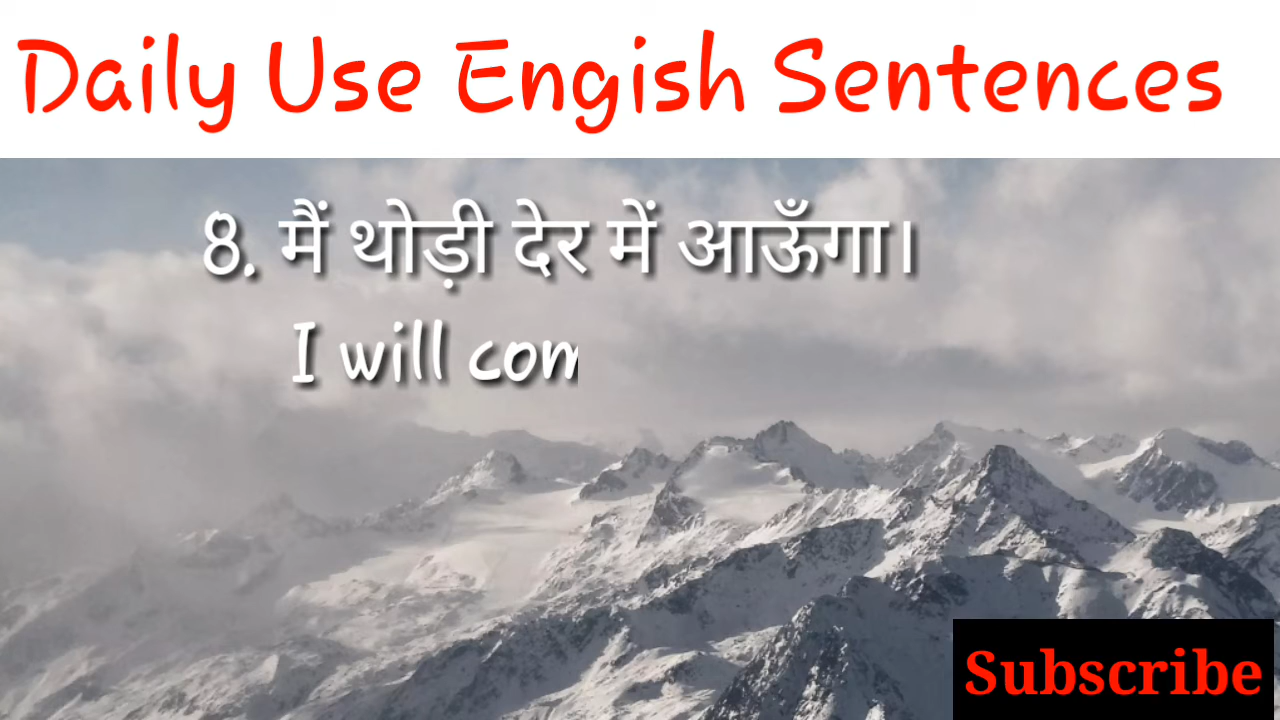 Daily Use Engish Sentences
8. मैं थोड़ी देर में आऊँगा।
I will com
Subscribe